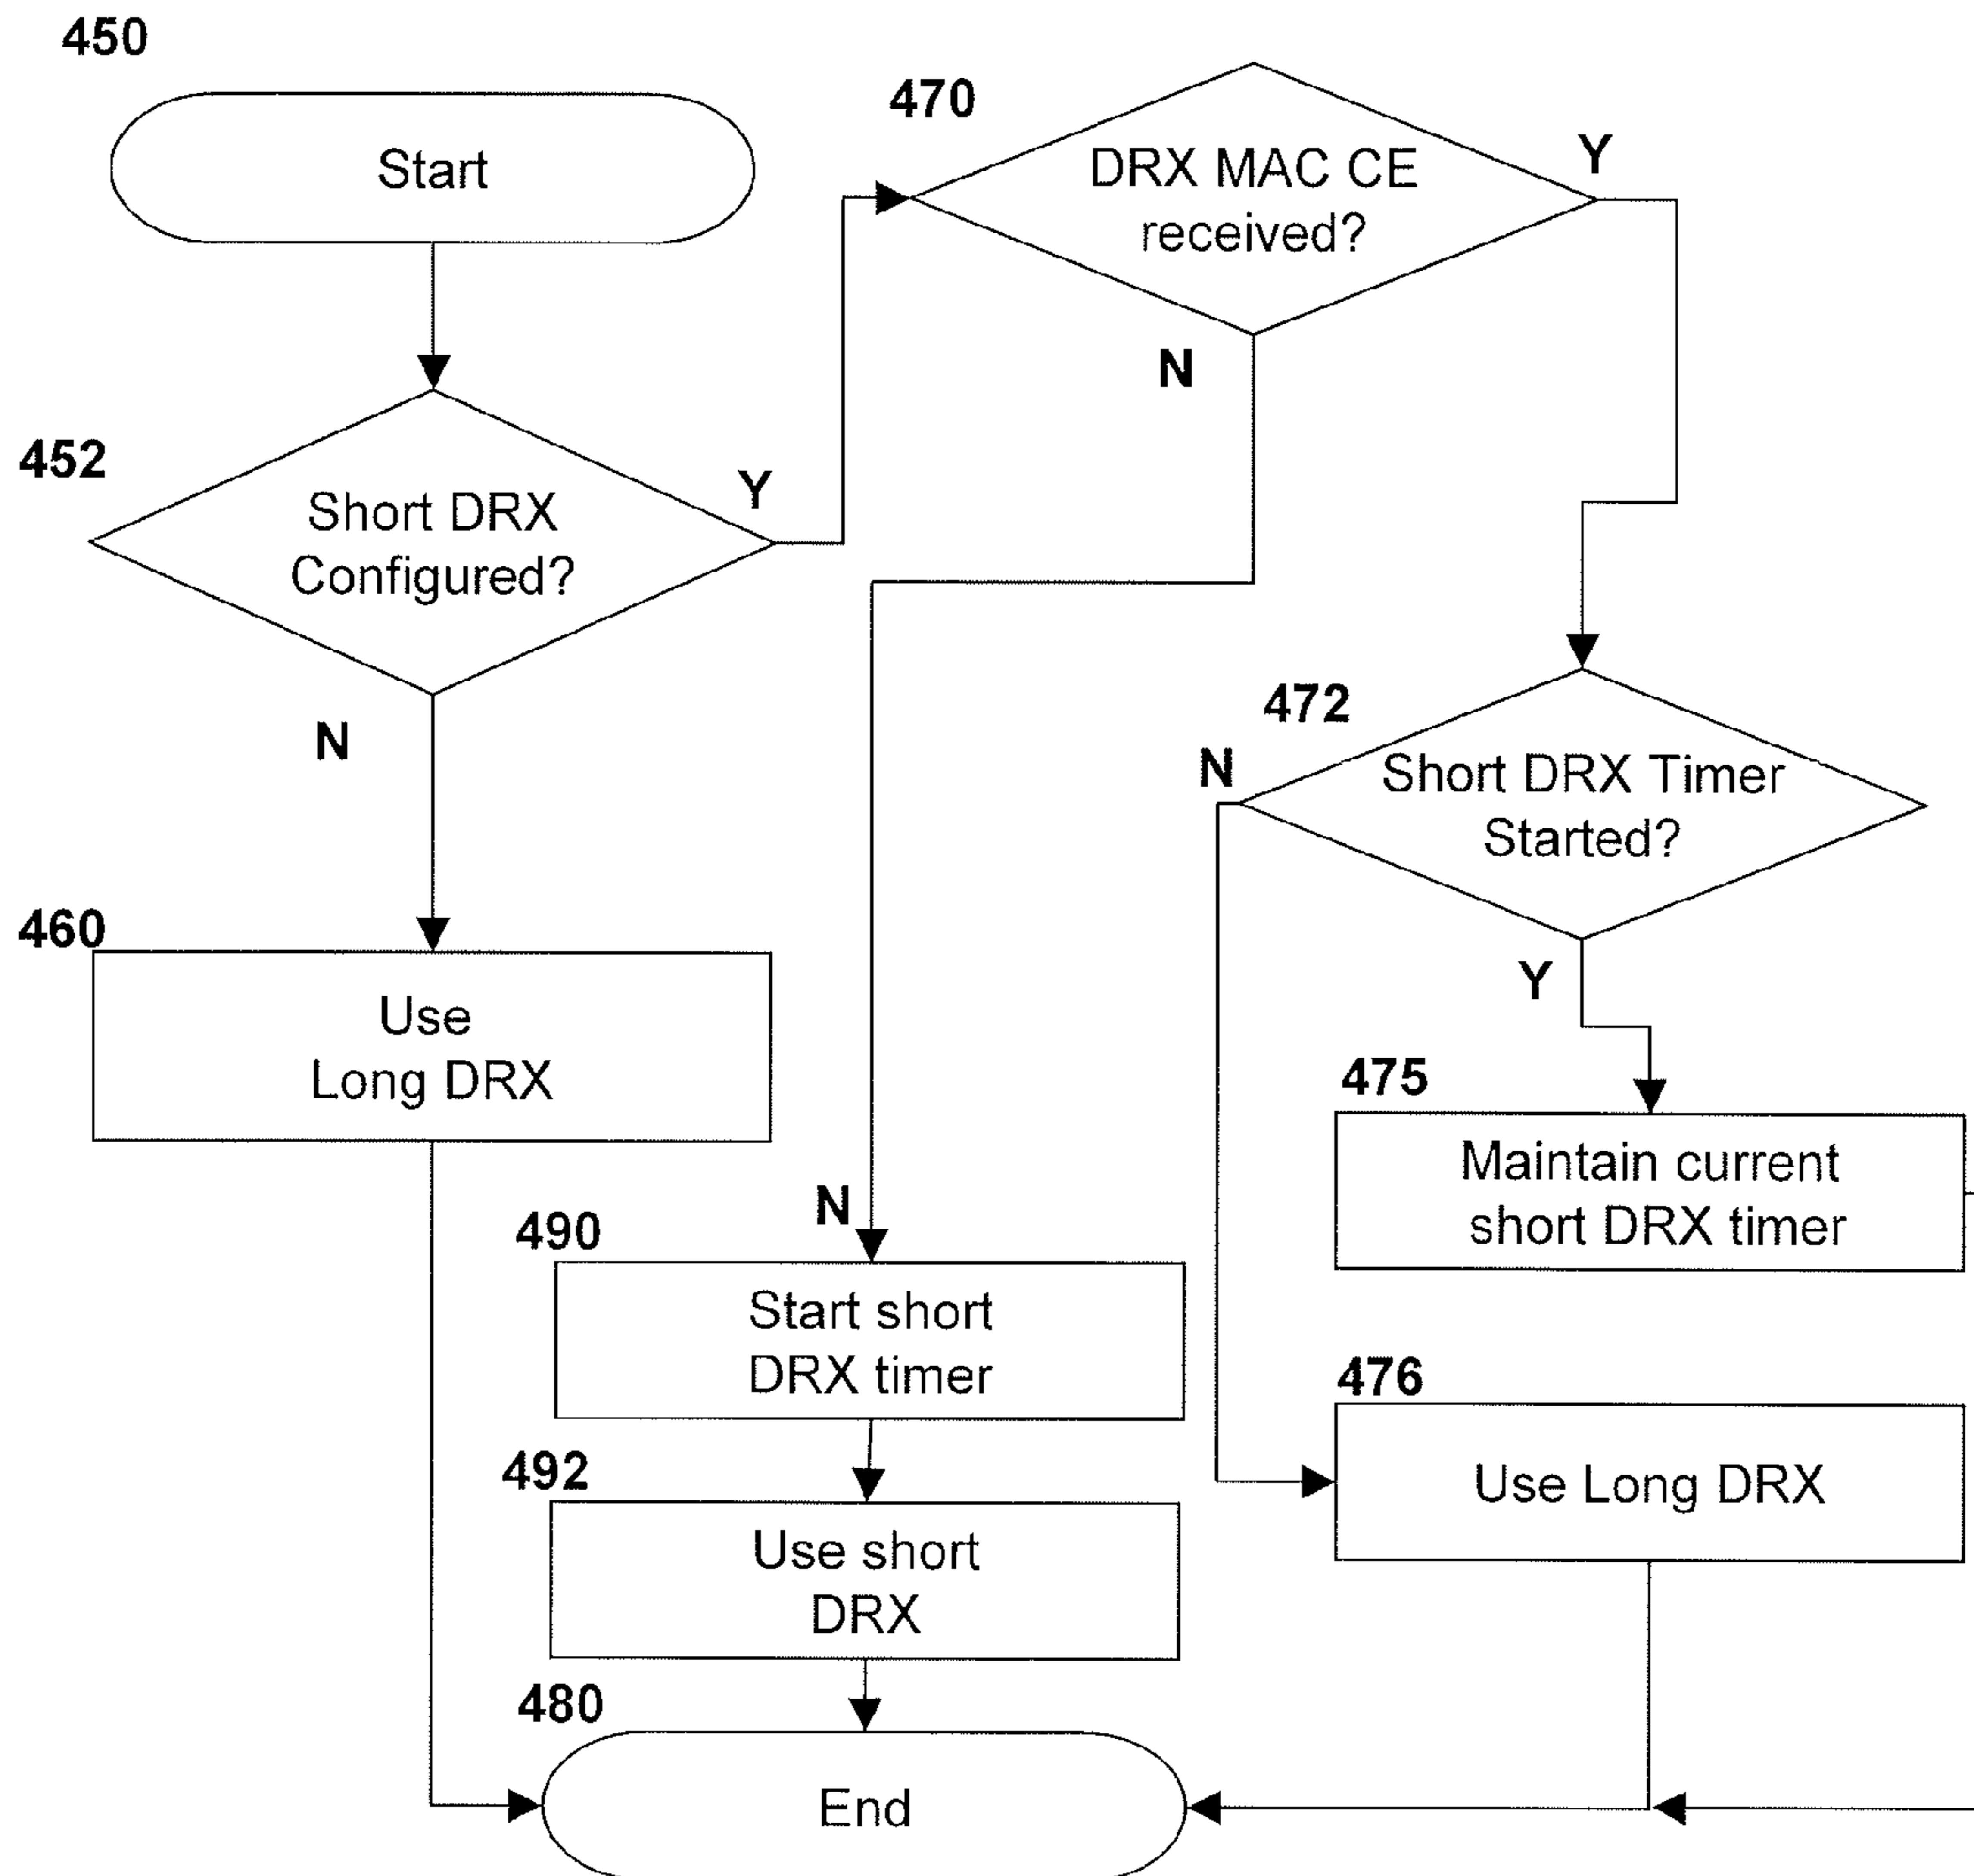 450
Start
452
Short DRX
Configured?
Y
N
460
Use
Long DRX
470
DRX MAC CE
received?
Y
N
472
Short DRX Timer
Started?
N
Y
475
Maintain current
short DRX timer
476
Use Long DRX
N
490
Start short
DRX timer
492
Use short
DRX
480
End